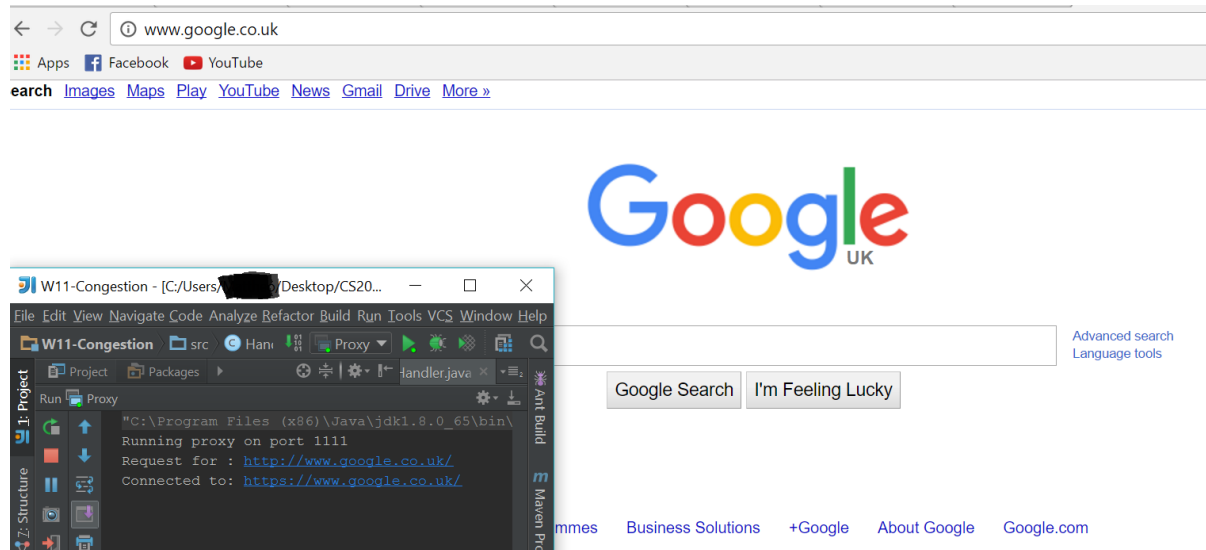 www.google.co.uk
Apps Facebook YouTube
earch Images Maps Play YouTube News Gmail Drive More »
Google
UK
W11-Congestion - [C:/Users/ /Desktop/CS20...
File Edit View Navigate Code Analyze Refactor Build Run Tools VCS Window Help
W11-Congestion src Hand Proxy
Project Packages Handler.java
Run Proxy
"C:\Program Files (x86)\Java\jdk1.8.0_65\bin\
Running proxy on port 1111
Request for : http://www.google.co.uk/
Connected to: https://www.google.co.uk/
1: Project
7: Structure
Ant Build
Maven Pro
Advanced search
Language tools
Google Search I'm Feeling Lucky
mmes Business Solutions +Google About Google Google.com